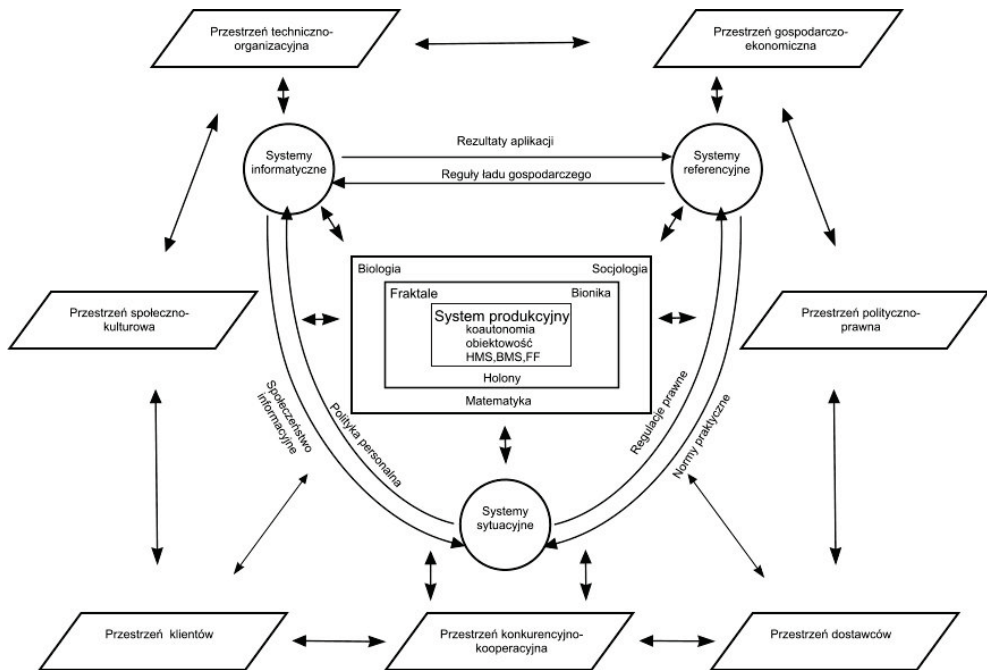 Przestrzeń techniczno-
organizacyjna
Przestrzeń gospodarczo-
ekonomiczna
Systemy
informatyczne
Rezultaty aplikacji
Reguły ładu gospodarczego
Systemy
referencyjne
Biologia
Socjologia
Fraktale
Bionika
System produkcyjny
koautonomia
obiektowość
HMS,BMS,FF
Holony
Matematyka
Przestrzeń społeczno-
kulturowa
Przestrzeń polityczno-
prawna
Społeczeństwo
informacyjne
Polityka personalna
Regulacje prawne
Normy praktyczne
Systemy
sytuacyjne
Przestrzeń klientów
Przestrzeń konkurencyjno-
kooperacyjna
Przestrzeń dostawców